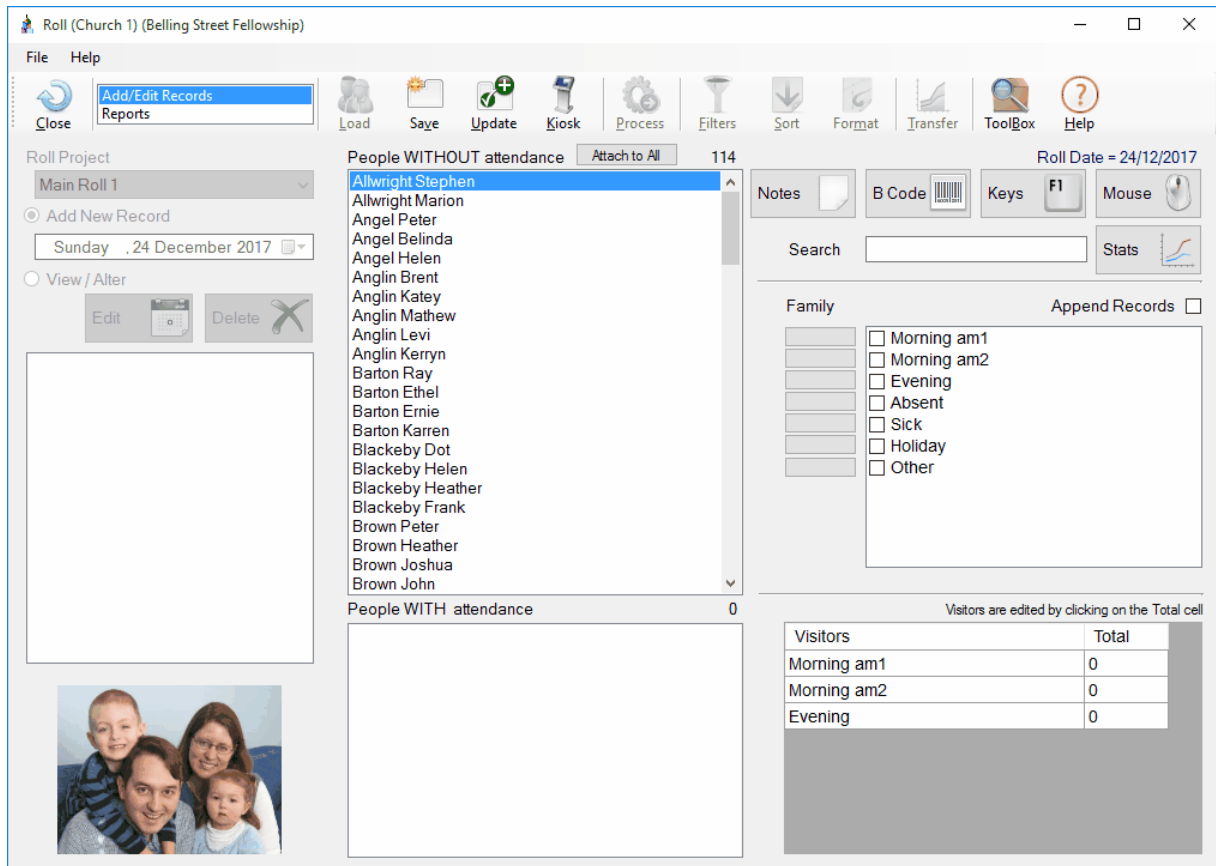 Roll (Church 1) (Belling Street Fellowship)
File Help
Close
Add/Edit Records
Reports
Load Save Update Kiosk Process Filters Sort Format Transfer ToolBox Help
Roll Project
Main Roll 1
Add New Record
Sunday , 24 December 2017
View / Alter
Edit Delete
People WITHOUT attendance Attach to All 114
Allwright Stephen
Allwright Marion
Angel Peter
Angel Belinda
Angel Helen
Anglin Brent
Anglin Katey
Anglin Mathew
Anglin Levi
Anglin Kerryn
Barton Ray
Barton Ethel
Barton Ernie
Barton Karren
Blackeby Dot
Blackeby Helen
Blackeby Heather
Blackeby Frank
Brown Peter
Brown Heather
Brown Joshua
Brown John
People WITH attendance 0
Roll Date = 24/12/2017
Notes B Code Keys F1 Mouse
Search Stats
Family Append Records
Morning am1
Morning am2
Evening
Absent
Sick
Holiday
Other
Visitors are edited by clicking on the Total cell
Visitors Total
Morning am1 0
Morning am2 0
Evening 0